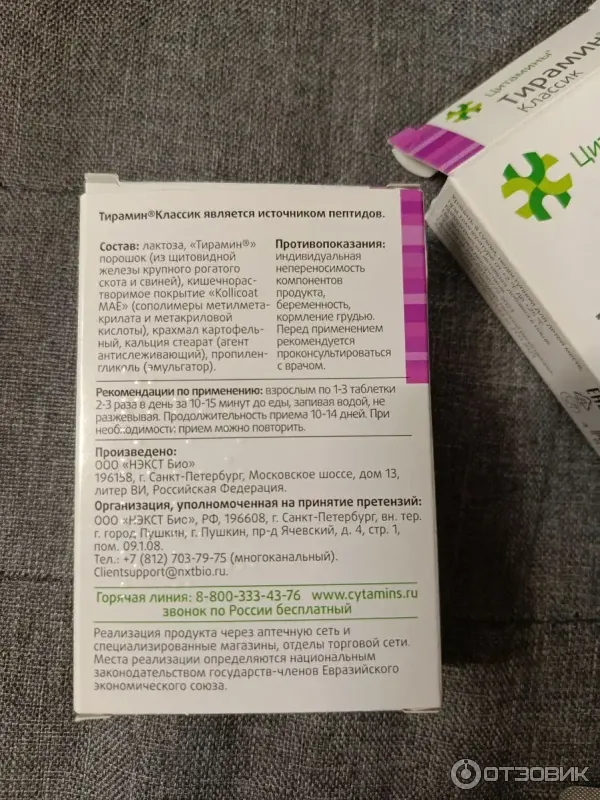 Цитамины®
Тирамин
Классик
Тирамин®Классик является источником пептидов.
Состав: лактоза, «Тирамин®»
порошок (из щитовидной
железы крупного рогатого
скота и свиней), кишечнорас-
творимое покрытие «Kollicoat
MAE» (сополимеры метилмета-
крилата и метакриловой
кислоты), крахмал картофель-
ный, кальция стеарат (агент
антислеживающий), пропилен-
гликоль (эмульгатор).
Противопоказания:
индивидуальная
непереносимость
компонентов
продукта,
беременность,
кормление грудью.
Перед применением
рекомендуется
проконсультироваться
с врачом.
Рекомендации по применению: взрослым по 1-3 таблетки
2-3 раза в день за 10-15 минут до еды, запивая водой, не
разжевывая. Продолжительность приема 10-14 дней. При
необходимости: прием можно повторить.
Произведено:
ООО «НЭКСТ Био»
196158, г. Санкт-Петербург, Московское шоссе, дом 13,
литер ВИ, Российская Федерация.
Организация, уполномоченная на принятие претензий:
ООО «НЭКСТ Био», РФ, 196608, г. Санкт-Петербург, вн. тер.
г. город Пушкин, г. Пушкин, пр-д Ячевский, д. 4, стр. 1,
пом. 09.1.08.
Тел.: +7 (812) 703-79-75 (многоканальный).
Clientsupport@nxtbio.ru.
Горячая линия: 8-800-333-43-76 www.cytamins.ru
звонок по России бесплатный
Реализация продукта через аптечную сеть и
специализированные магазины, отделы торговой сети.
Места реализации определяются национальным
законодательством государств-членов Евразийского
экономического союза.
ОТЗОВИК